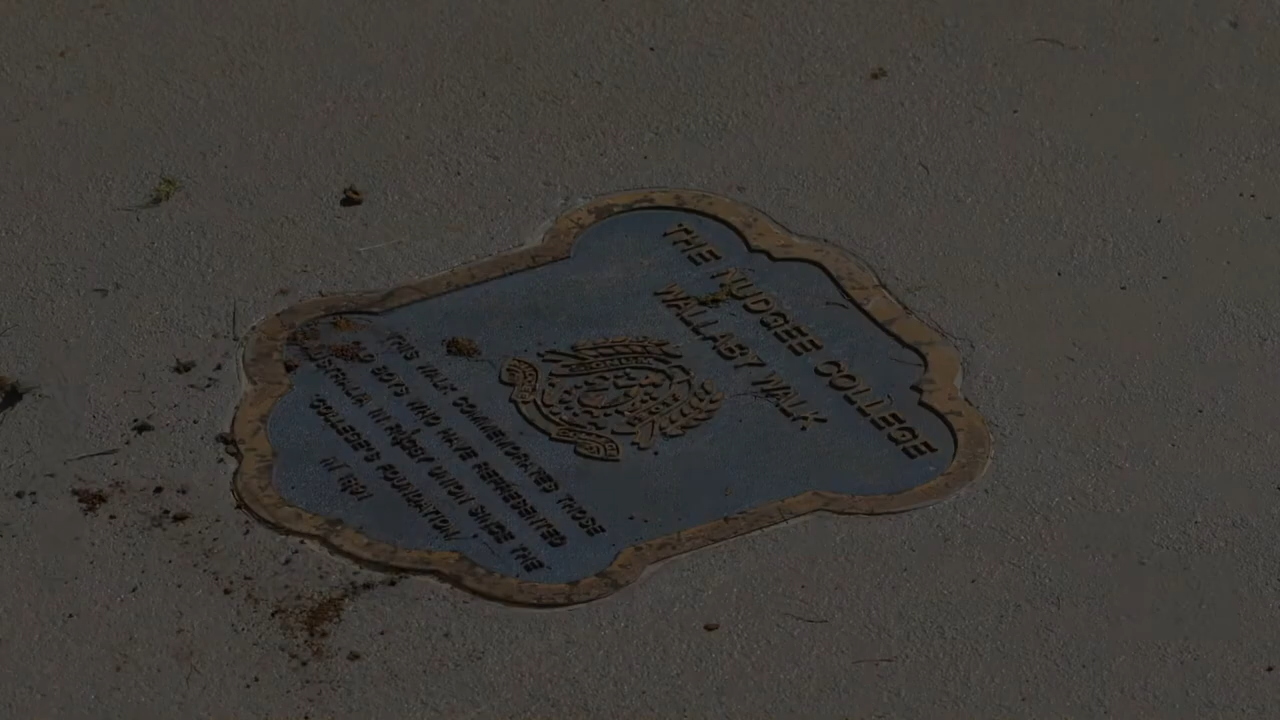 THE NUDGEE COLLEGE
WALLABY WALK
THIS WALK COMMEMORATES THOSE
OLD BOYS WHO HAVE REPRESENTED
AUSTRALIA IN RUGBY UNION SINCE THE
COLLEGE'S FOUNDATION
IN 1891